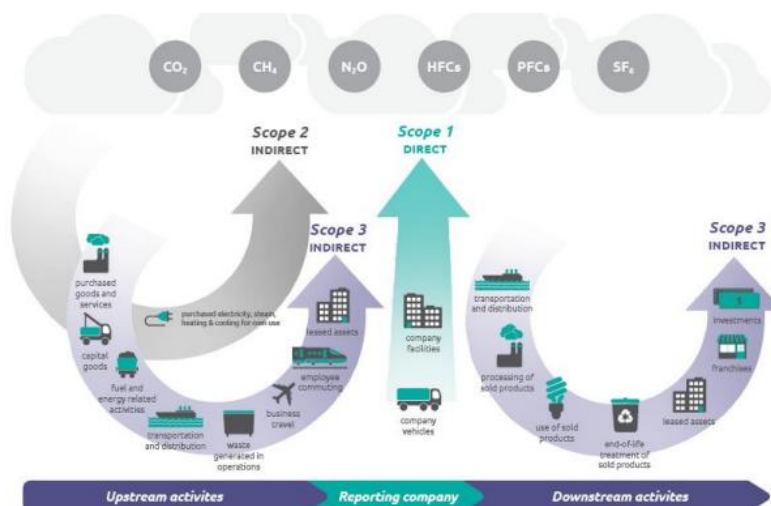 CO₂
CH₄
N₂O
HFCs
PFCs
SF₆
Scope 2
INDIRECT
Scope 1
DIRECT
Scope 3
INDIRECT
Scope 3
INDIRECT
purchased
goods and
services
capital
goods
fuel and
energy related
activities
transportation
and distribution
waste
generated in
operations
business
travel
employee
commuting
leased assets
purchased electricity, steam,
heating & cooling for own use
company
facilities
company
vehicles
transportation
and distribution
processing of
sold products
use of sold
products
end-of-life
treatment of
sold products
leased assets
franchises
investments
$
Upstream activites
Reporting company
Downstream activites